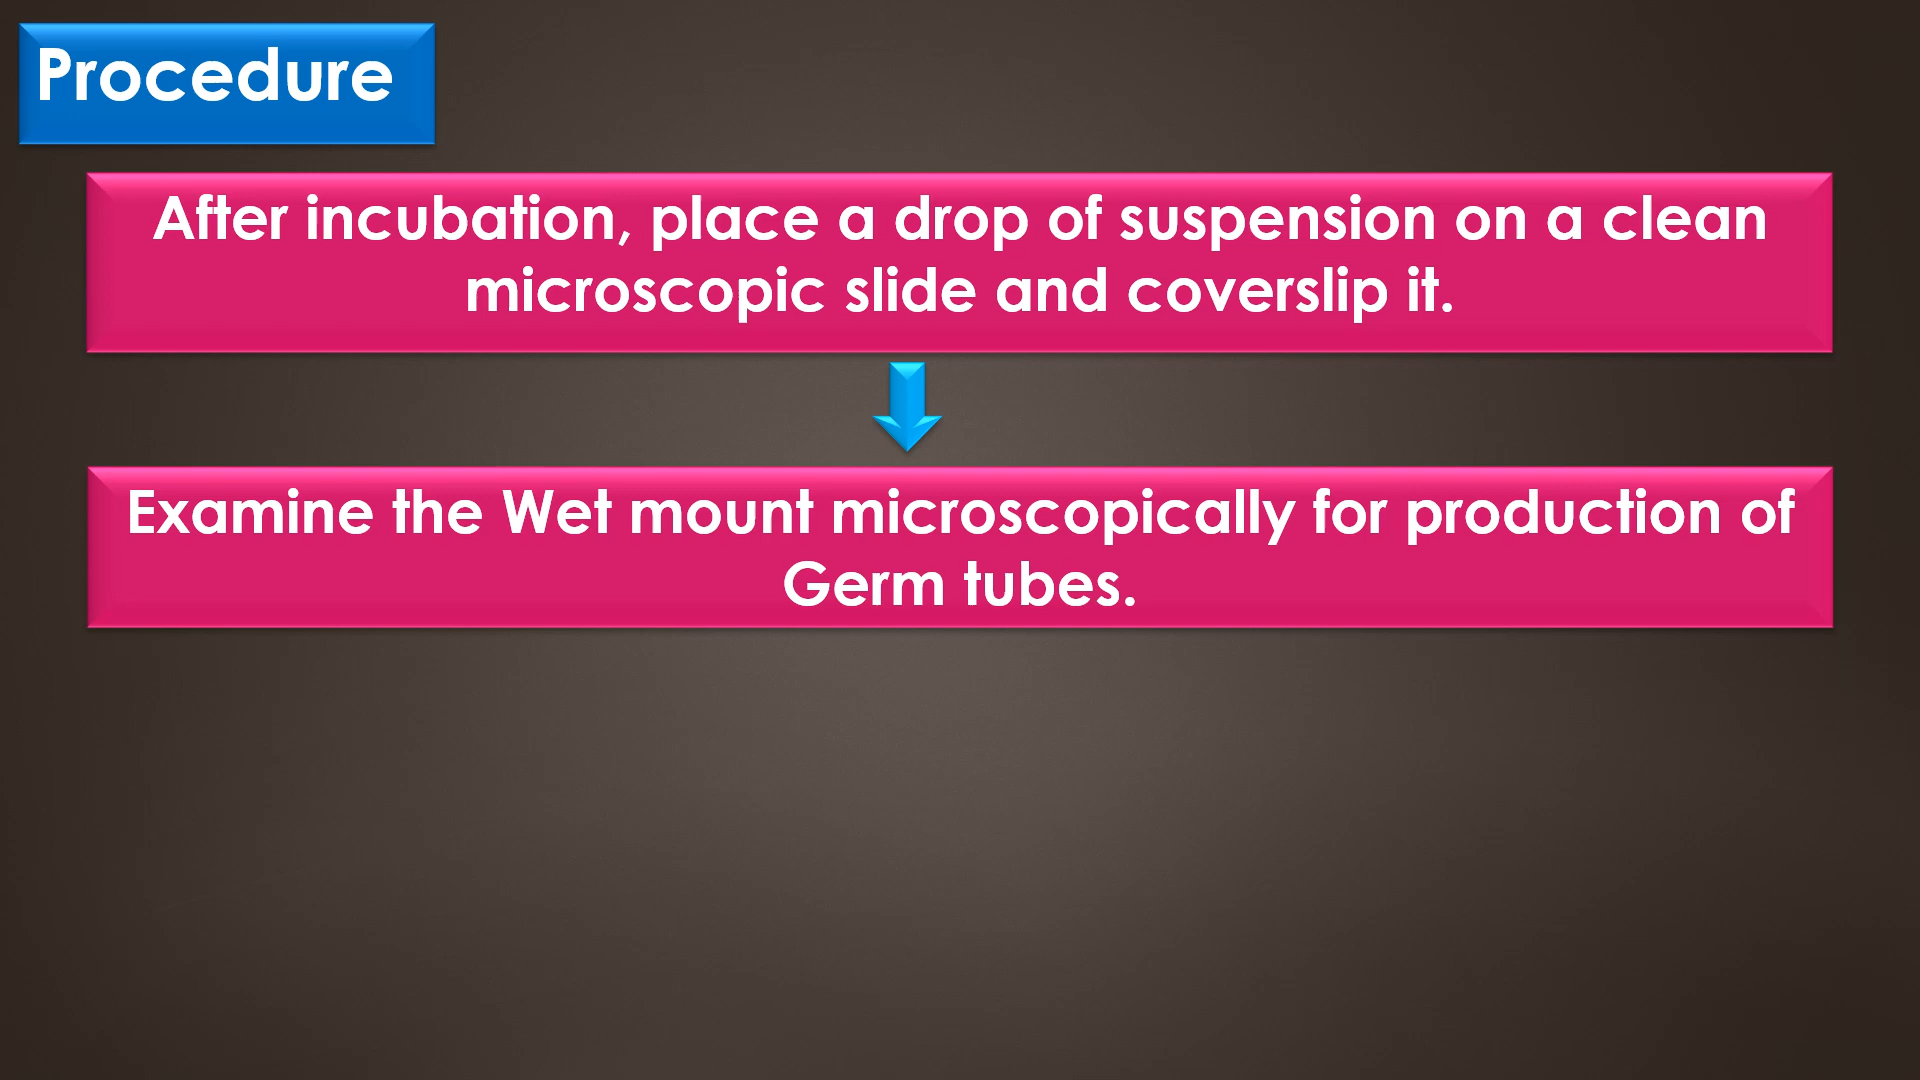 Procedure
After incubation, place a drop of suspension on a clean
microscopic slide and coverslip it.
Examine the Wet mount microscopically for production of
Germ tubes.